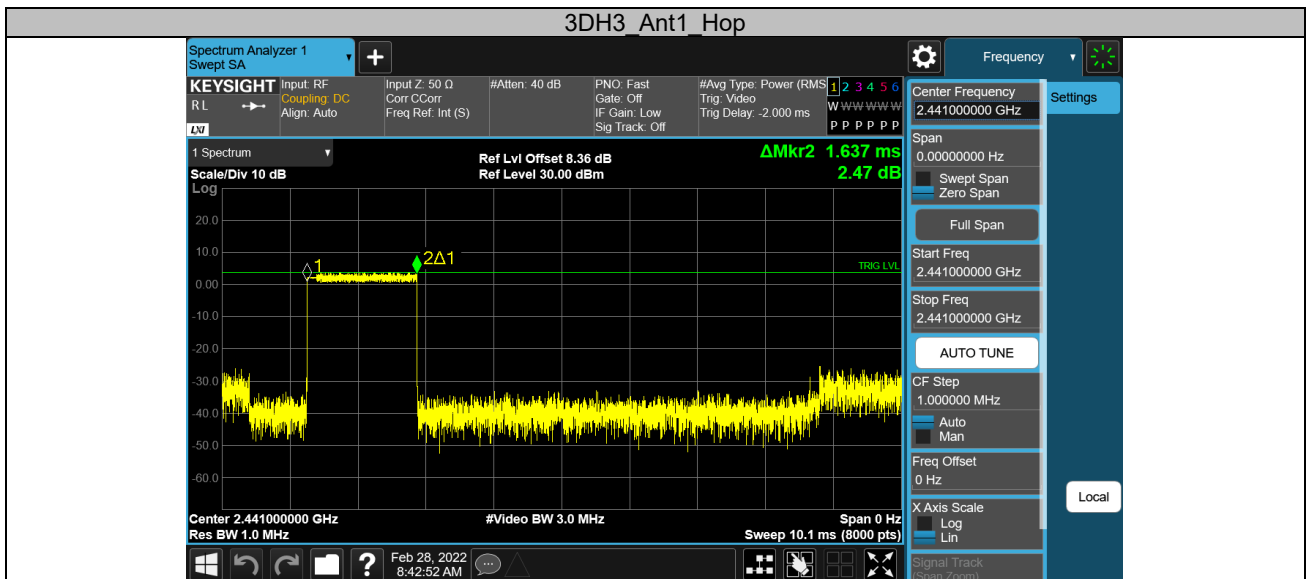 3DH3_Ant1_Hop
Spectrum Analyzer 1
Swept SA
+
Frequency
KEYSIGHT
RL
LXI
Input: RF
Coupling: DC
Align: Auto
Input Z: 50 Ω
Corr CCorr
Freq Ref: Int (S)
#Atten: 40 dB
PNO: Fast
Gate: Off
IF Gain: Low
Sig Track: Off
#Avg Type: Power (RMS
Trig: Video
Trig Delay: -2.000 ms
1 2 3 4 5 6
W W W W W W
P P P P P P
1 Spectrum
Scale/Div 10 dB
Log
Ref Lvl Offset 8.36 dB
Ref Level 30.00 dBm
ΔMkr2 1.637 ms
2.47 dB
20.0
10.0
0.00
-10.0
-20.0
-30.0
-40.0
-50.0
-60.0
1
2Δ1
TRIG LVL
Center 2.441000000 GHz
Res BW 1.0 MHz
#Video BW 3.0 MHz
Span 0 Hz
Sweep 10.1 ms (8000 pts)
?
Feb 28, 2022
8:42:52 AM
Center Frequency
2.441000000 GHz
Span
0.00000000 Hz
Swept Span
Zero Span
Full Span
Start Freq
2.441000000 GHz
Stop Freq
2.441000000 GHz
AUTO TUNE
CF Step
1.000000 MHz
Auto
Man
Freq Offset
0 Hz
X Axis Scale
Log
Lin
Signal Track
(Span Zoom)
Settings
Local